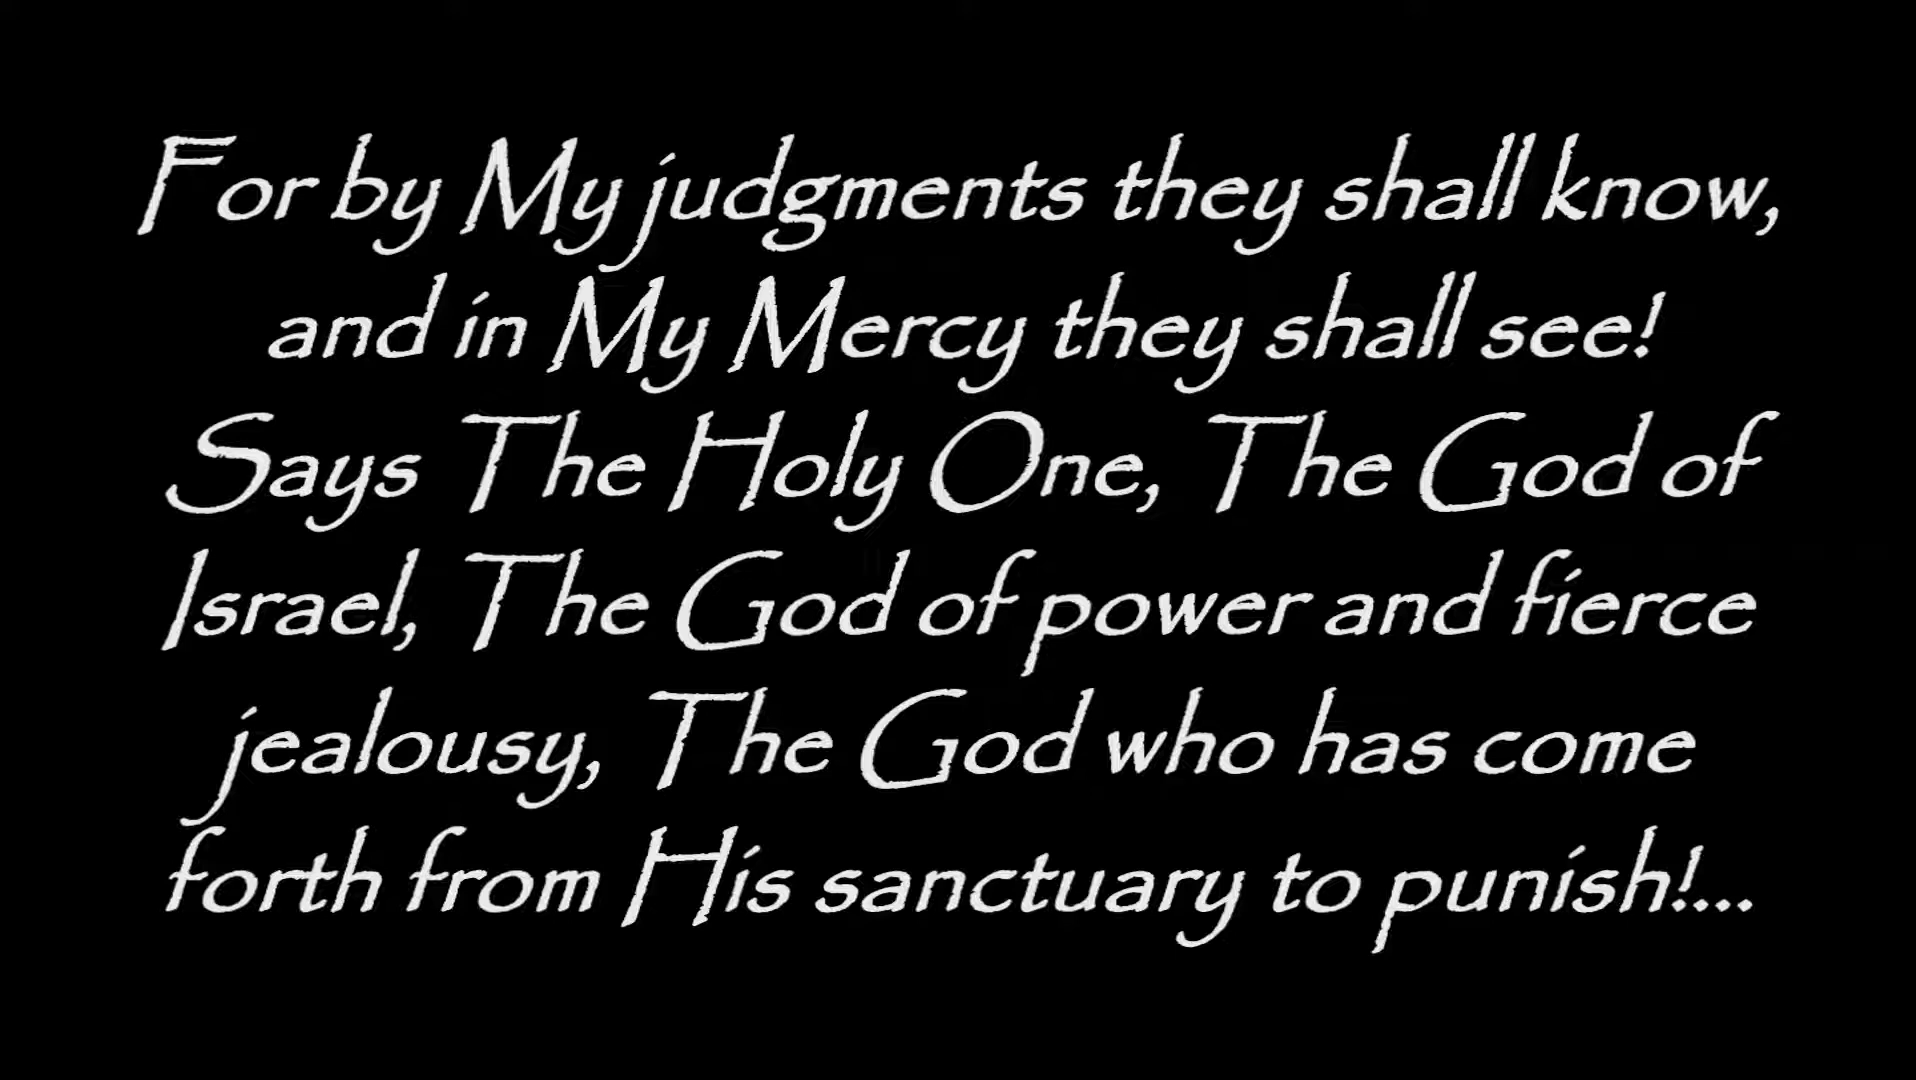 For by My judgments they shall know,
and in My Mercy they shall see!
Says The Holy One, The God of
Israel, The God of power and fierce
jealousy, The God who has come
forth from His sanctuary to punish!...